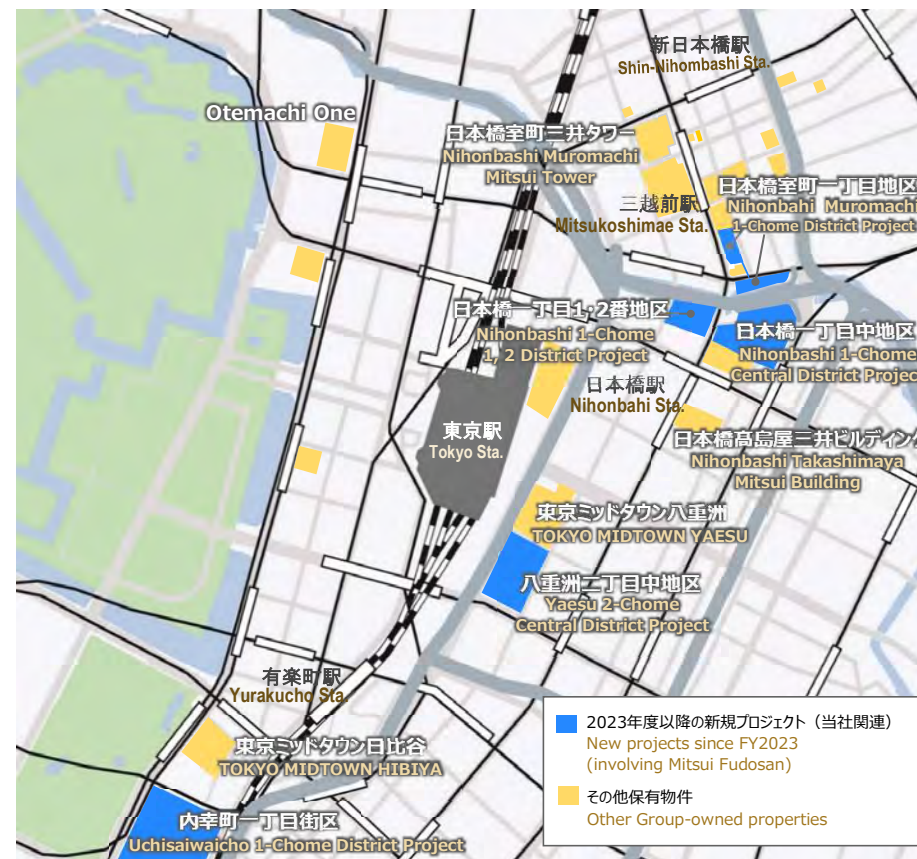 新日本橋駅
Shin-Nihombashi Sta.
Otemachi One
日本橋室町三井タワー
Nihonbashi Muromachi
Mitsui Tower
三越前駅
Mitsukoshimae Sta.
日本橋室町一丁目地区
Nihonbahi Muromachi
1-Chome District Project
日本橋一丁目1・2番地区
Nihonbashi 1-Chome
1, 2 District Project
日本橋一丁目中地区
Nihonbashi 1-Chome
Central District Projec
日本橋駅
Nihonbahi Sta.
東京駅
Tokyo Sta.
日本橋髙島屋三井ビルディング
Nihonbashi Takashimaya
Mitsui Building
東京ミッドタウン八重洲
TOKYO MIDTOWN YAESU
八重洲二丁目中地区
Yaesu 2-Chome
Central District Project
有楽町駅
Yurakucho Sta.
東京ミッドタウン日比谷
TOKYO MIDTOWN HIBIYA
内幸町一丁目街区
Uchisaiwaicho 1-Chome District Project
2023年度以降の新規プロジェクト（当社関連）
New projects since FY2023
(involving Mitsui Fudosan)
その他保有物件
Other Group-owned properties